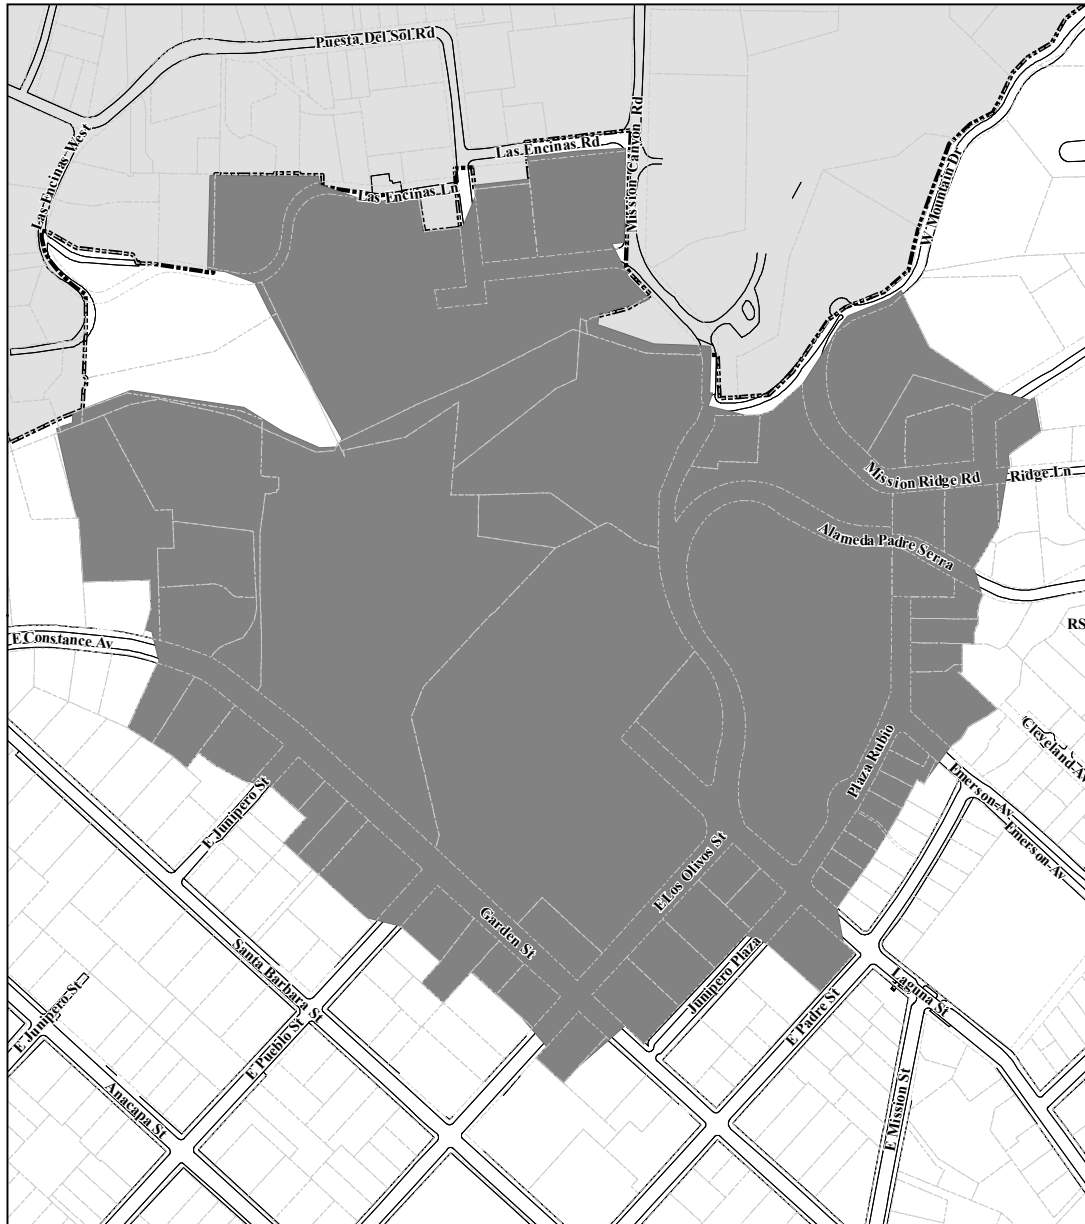 Puesta Del Sol Rd
Las Encinas West
Las Encinas Rd
Mission Canyon Rd
Las Encinas Ln
W Mountain Dr
Mission Ridge Rd
Ridge Ln
Alameda Padre Serra
RS
E Constance Av
Cleveland Av
Plaza Rubio
Emerson Av
Emerson Av
E Junipero St
E Los Olivos St
Garden St
Santa Barbara St
Junipero Plaza
Laguna St
E Padre St
E Junipero St
E Pueblo St
Anacapa St
E Mission St